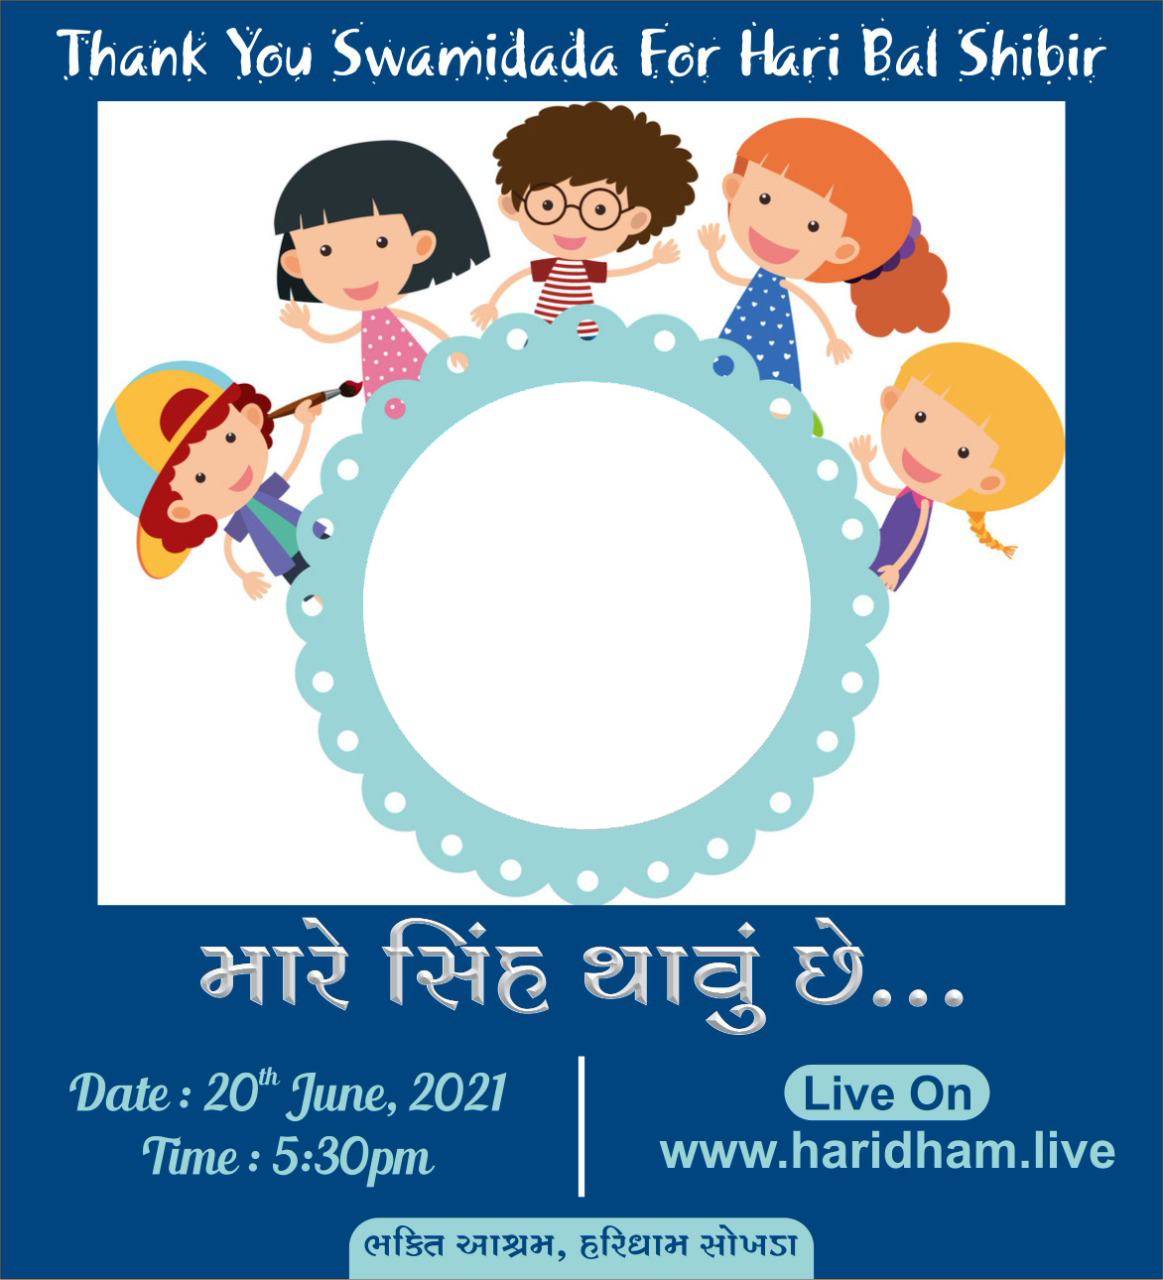 Thank You Swamidada For Hari Bal Shibir
મારે સિંહ થાવું છે...
Date : 20th June, 2021
Time : 5:30pm
Live On
www.haridham.live
ભક્તિ આશ્રમ, હરિધામ સોખડા